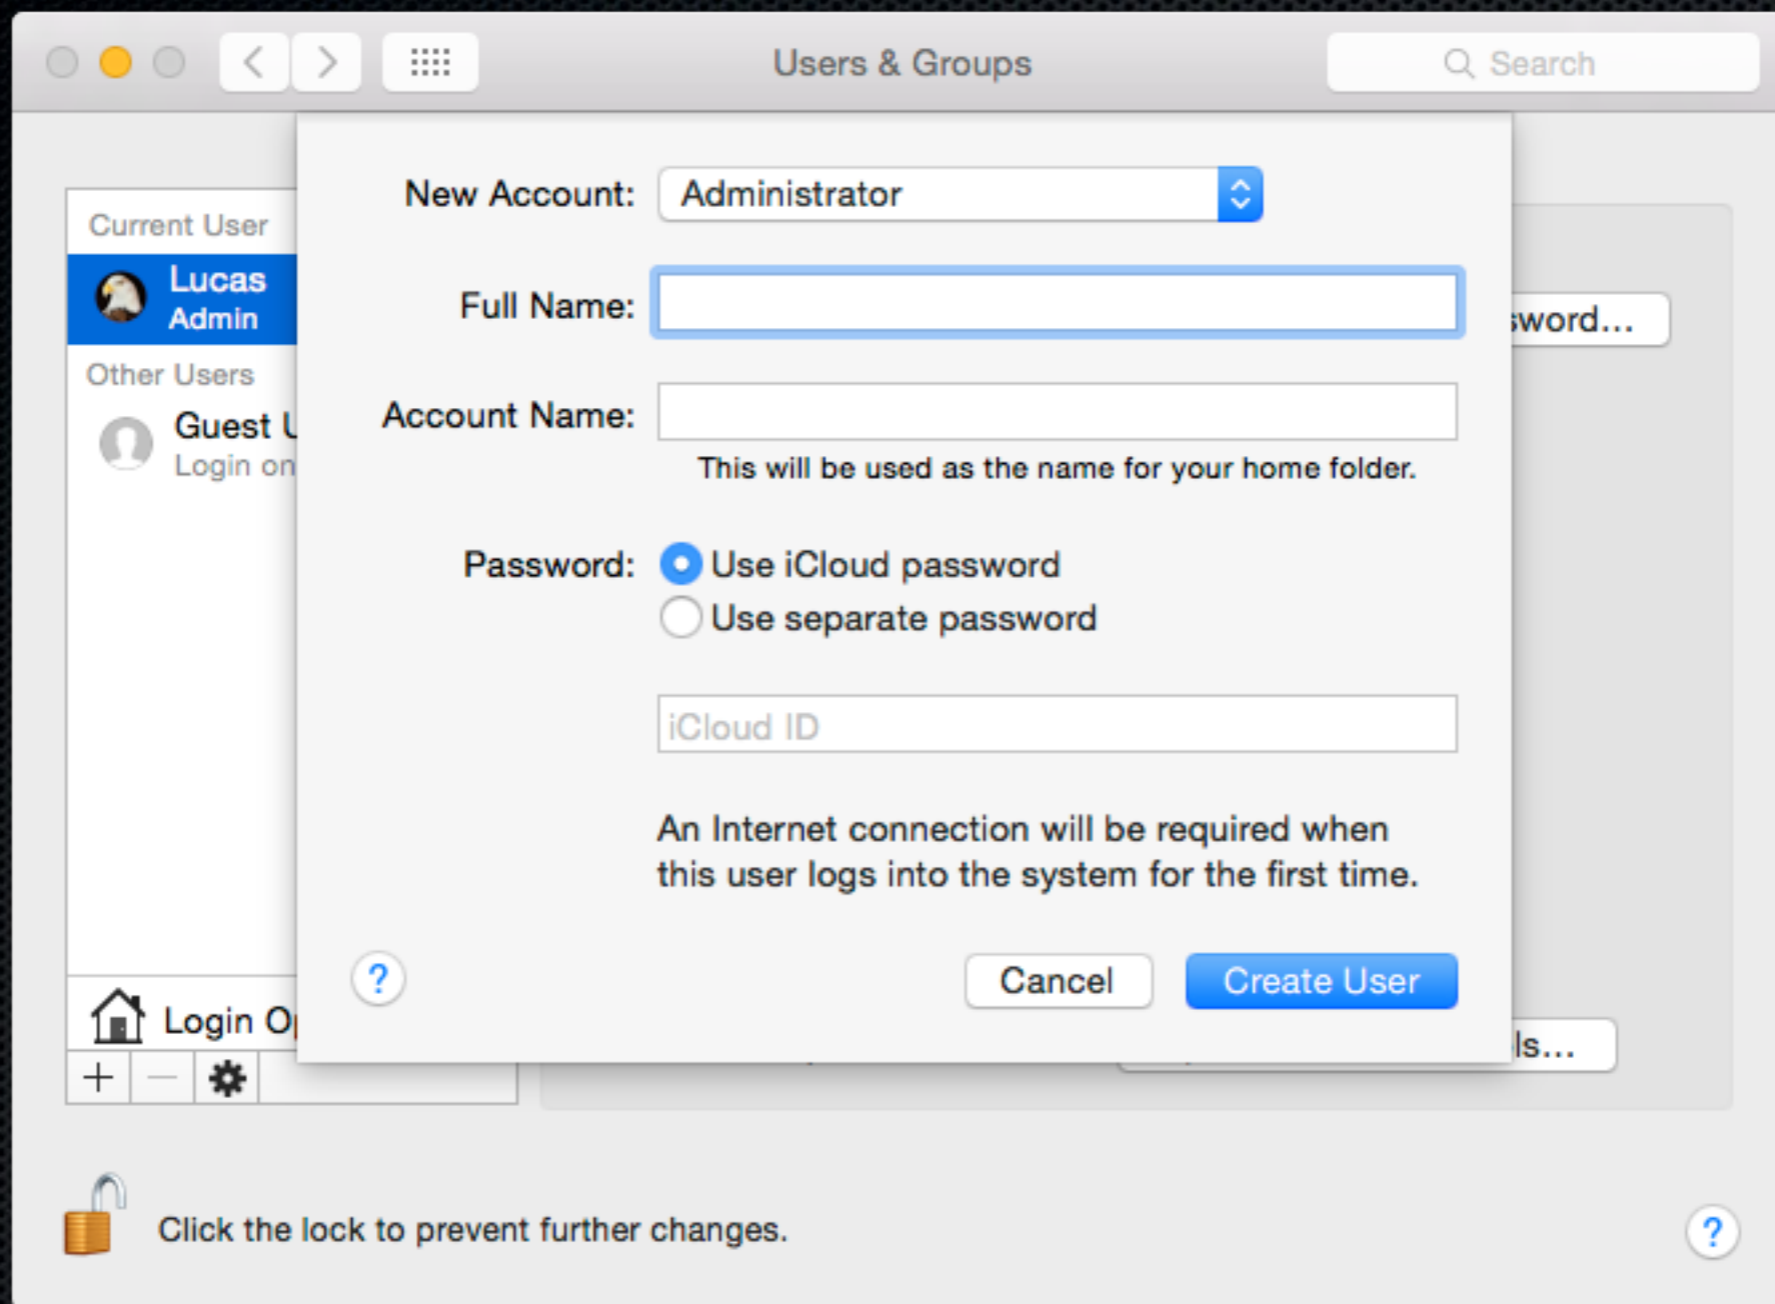 Users & Groups
Search
New Account:
Administrator
Current User
Lucas
Admin
Full Name:
Other Users
Guest
Login on
Account Name:
This will be used as the name for your home folder.
Password:
Use iCloud password
Use separate password
iCloud ID
An Internet connection will be required when
this user logs into the system for the first time.
?
Cancel
Create User
Login
Click the lock to prevent further changes.
?